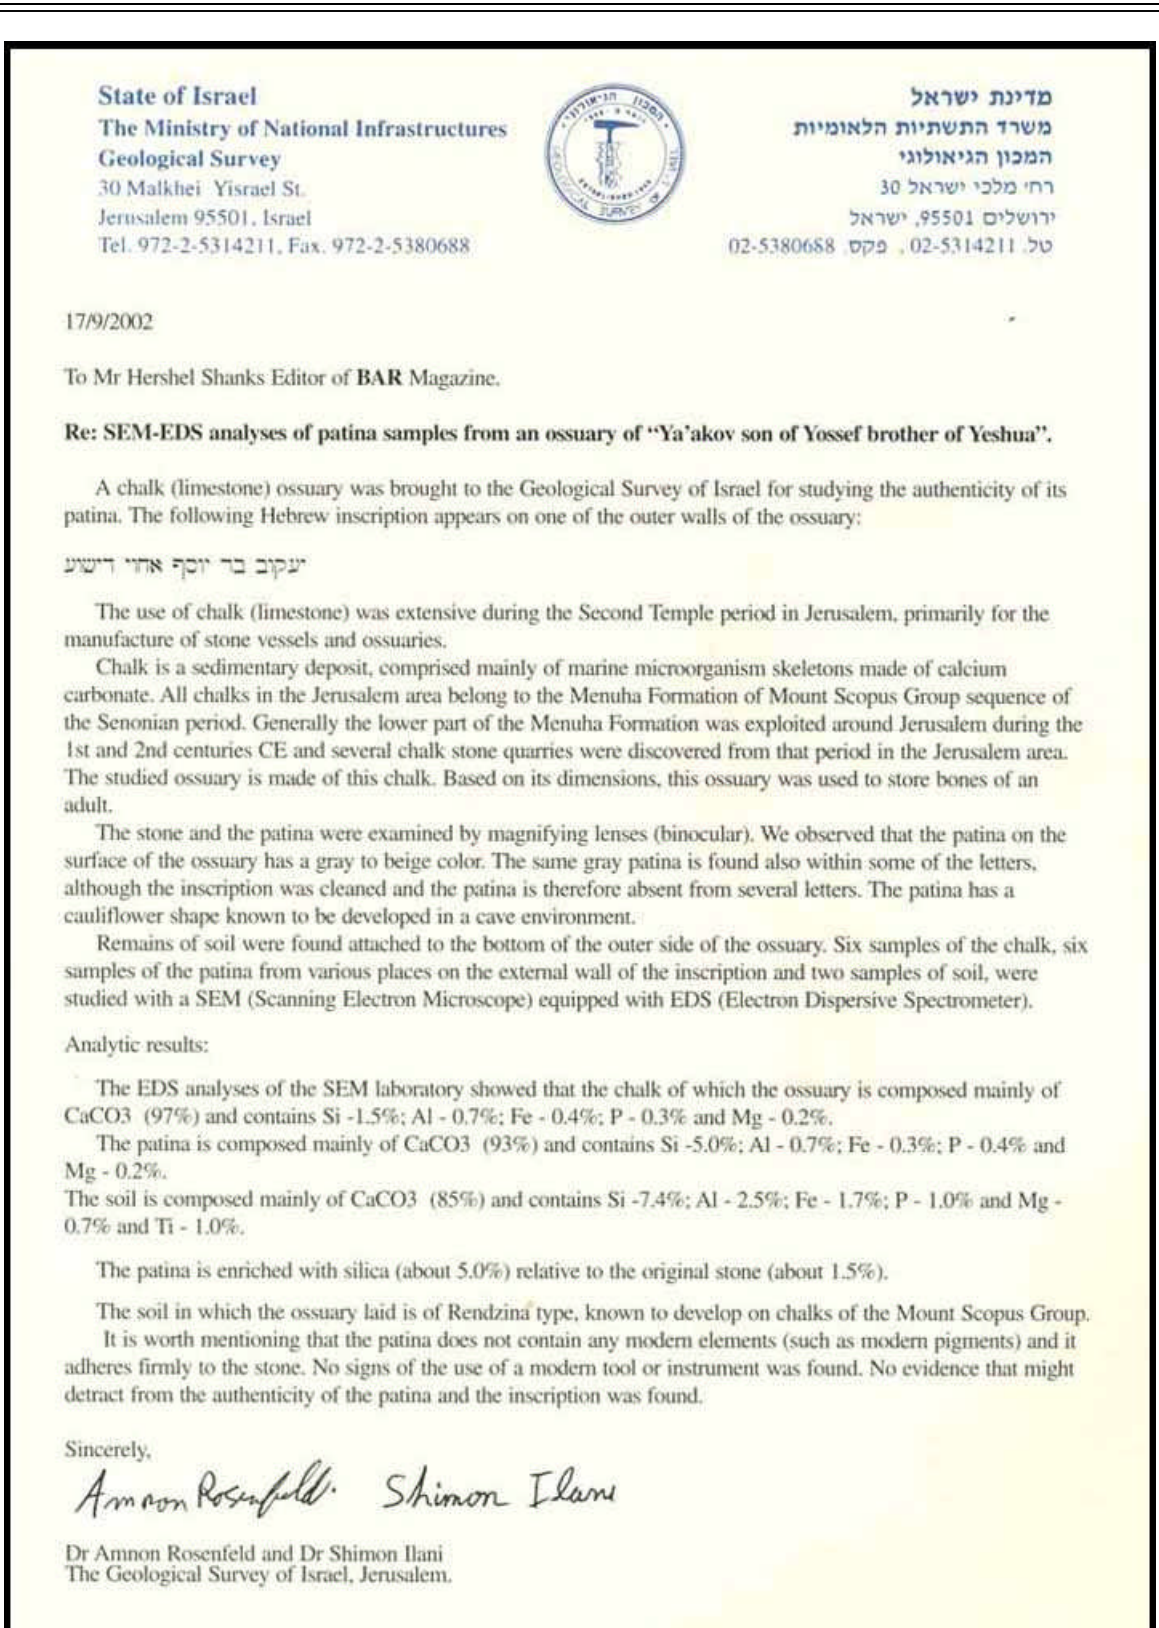 State of Israel
The Ministry of National Infrastructures
Geological Survey
30 Malkhei Yisrael St.
Jerusalem 95501, Israel
Tel. 972-2-5314211, Fax. 972-2-5380688
המכון הגיאולוגי
GEOLOGICAL SURVEY OF ISRAEL
מדינת ישראל
משרד התשתיות הלאומיות
המכון הגיאולוגי
רח׳ מלכי ישראל 30
ירושלים 95501, ישראל
טל. 02-5314211, פקס. 02-5380688
17/9/2002
To Mr Hershel Shanks Editor of BAR Magazine.
Re: SEM-EDS analyses of patina samples from an ossuary of “Ya’akov son of Yossef brother of Yeshua”.
A chalk (limestone) ossuary was brought to the Geological Survey of Israel for studying the authenticity of its
patina. The following Hebrew inscription appears on one of the outer walls of the ossuary:
יעקוב בר יוסף אחוי דישוע
The use of chalk (limestone) was extensive during the Second Temple period in Jerusalem, primarily for the
manufacture of stone vessels and ossuaries.
Chalk is a sedimentary deposit, comprised mainly of marine microorganism skeletons made of calcium
carbonate. All chalks in the Jerusalem area belong to the Menuha Formation of Mount Scopus Group sequence of
the Senonian period. Generally the lower part of the Menuha Formation was exploited around Jerusalem during the
1st and 2nd centuries CE and several chalk stone quarries were discovered from that period in the Jerusalem area.
The studied ossuary is made of this chalk. Based on its dimensions, this ossuary was used to store bones of an
adult.
The stone and the patina were examined by magnifying lenses (binocular). We observed that the patina on the
surface of the ossuary has a gray to beige color. The same gray patina is found also within some of the letters,
although the inscription was cleaned and the patina is therefore absent from several letters. The patina has a
cauliflower shape known to be developed in a cave environment.
Remains of soil were found attached to the bottom of the outer side of the ossuary. Six samples of the chalk, six
samples of the patina from various places on the external wall of the inscription and two samples of soil, were
studied with a SEM (Scanning Electron Microscope) equipped with EDS (Electron Dispersive Spectrometer).
Analytic results:
The EDS analyses of the SEM laboratory showed that the chalk of which the ossuary is composed mainly of
CaCO3 (97%) and contains Si -1.5%; Al - 0.7%; Fe - 0.4%; P - 0.3% and Mg - 0.2%.
The patina is composed mainly of CaCO3 (93%) and contains Si -5.0%; Al - 0.7%; Fe - 0.3%; P - 0.4% and
Mg - 0.2%.
The soil is composed mainly of CaCO3 (85%) and contains Si -7.4%; Al - 2.5%; Fe - 1.7%; P - 1.0% and Mg -
0.7% and Ti - 1.0%.
The patina is enriched with silica (about 5.0%) relative to the original stone (about 1.5%).
The soil in which the ossuary laid is of Rendzina type, known to develop on chalks of the Mount Scopus Group.
It is worth mentioning that the patina does not contain any modern elements (such as modern pigments) and it
adheres firmly to the stone. No signs of the use of a modern tool or instrument was found. No evidence that might
detract from the authenticity of the patina and the inscription was found.
Sincerely,
Amnon Rosenfeld. Shimon Ilani
Dr Amnon Rosenfeld and Dr Shimon Ilani
The Geological Survey of Israel, Jerusalem.